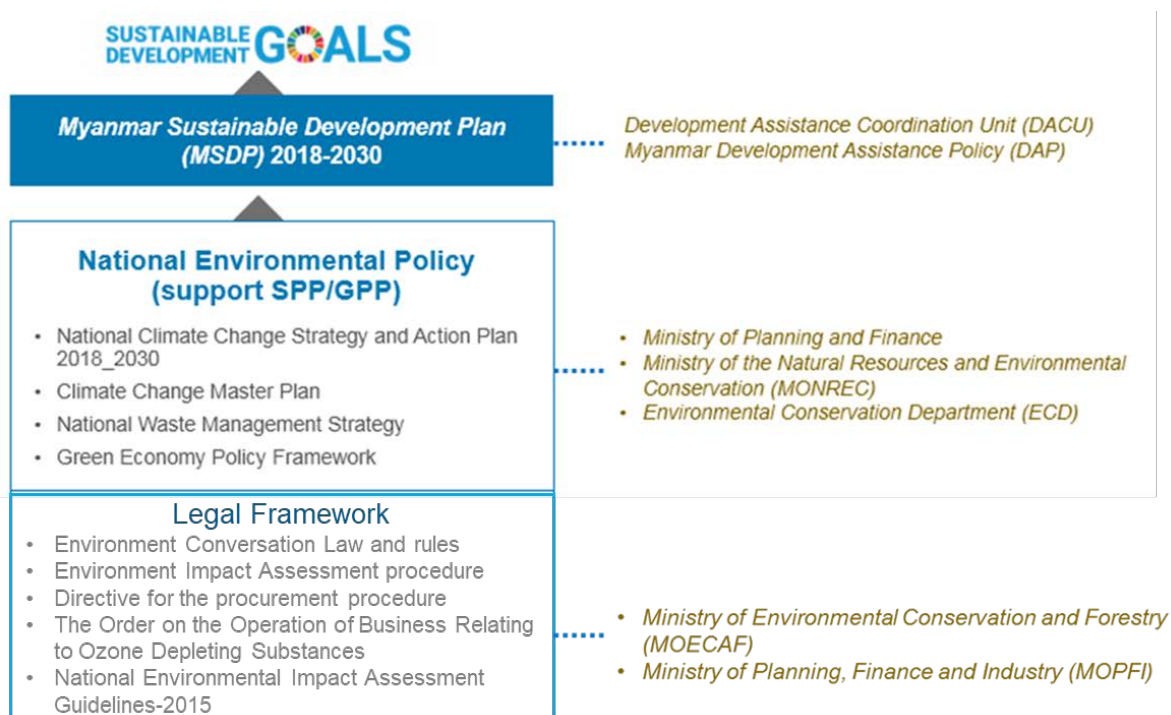 SUSTAINABLE
DEVELOPMENT GOALS
Myanmar Sustainable Development Plan
(MSDP) 2018-2030
Development Assistance Coordination Unit (DACU)
Myanmar Development Assistance Policy (DAP)
National Environmental Policy
(support SPP/GPP)
• National Climate Change Strategy and Action Plan
2018_2030
• Climate Change Master Plan
• National Waste Management Strategy
• Green Economy Policy Framework
• Ministry of Planning and Finance
• Ministry of the Natural Resources and Environmental
Conservation (MONREC)
• Environmental Conservation Department (ECD)
Legal Framework
• Environment Conversation Law and rules
• Environment Impact Assessment procedure
• Directive for the procurement procedure
• The Order on the Operation of Business Relating
to Ozone Depleting Substances
• National Environmental Impact Assessment
Guidelines-2015
• Ministry of Environmental Conservation and Forestry
(MOECAF)
• Ministry of Planning, Finance and Industry (MOPFI)